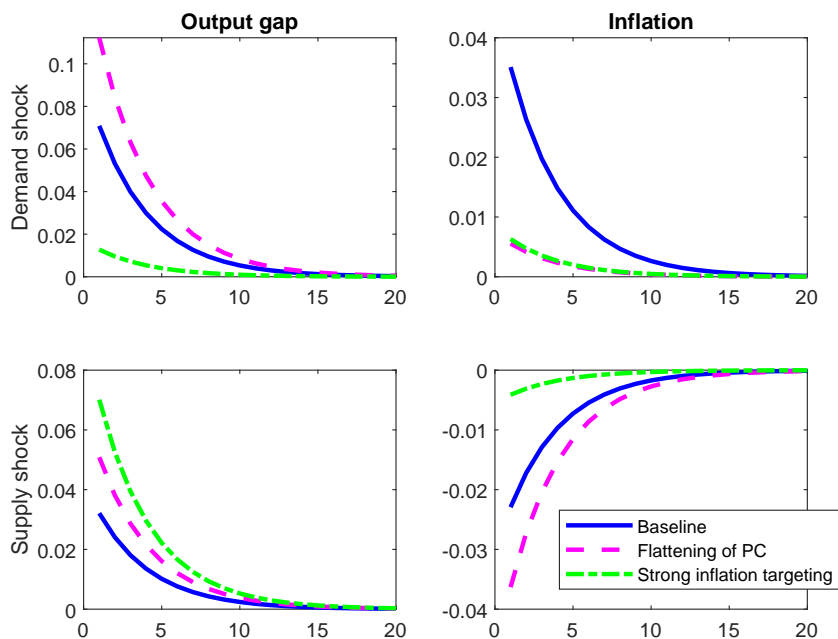 Output gap
Demand shock
0.1
0.08
0.06
0.04
0.02
0
0 5 10 15 20
Inflation
0.04
0.03
0.02
0.01
0
0 5 10 15 20
Supply shock
0.08
0.06
0.04
0.02
0
0 5 10 15 20
0
-0.01
-0.02
-0.03
-0.04
0 5 10 15 20
Baseline
Flattening of PC
Strong inflation targeting